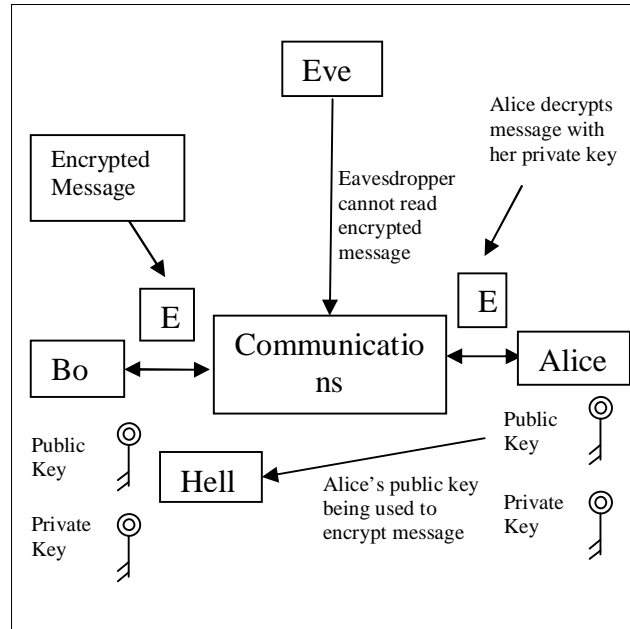 Eve
Alice decrypts
message with
her private key
Encrypted
Message
Eavesdropper
cannot read
encrypted
message
E
E
Communicatio
ns
Bo
Alice
Public
Key
Public
Key
Hell
Alice's public key
being used to
encrypt message
Private
Key
Private
Key